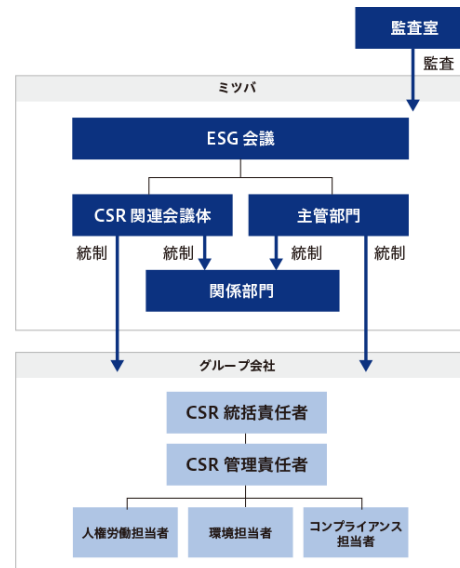 監査室
監査
ミツバ
ESG 会議
CSR 関連会議体
主管部門
統制
統制
統制
統制
関係部門
グループ会社
CSR 統括責任者
CSR 管理責任者
人権労働担当者
環境担当者
コンプライアンス
担当者